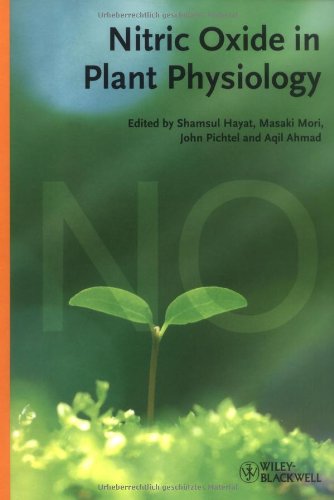 Urheberrechtlich geschütztes Material
Nitric Oxide in
Plant Physiology
Edited by Shamsul Hayat, Masaki Mori,
John Pichtel and Aqil Ahmad
NO
WILEY-
BLACKWELL
Urheberrechtlich geschütztes Material